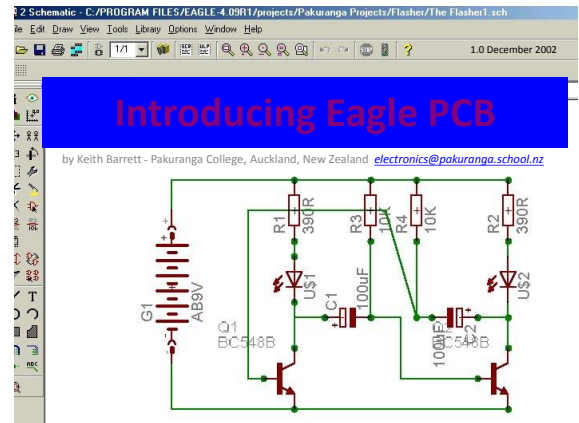 2 Schematic - C:/PROGRAM FILES/EAGLE-4.09R1/projects/Pakuranga Projects/Flasher/The Flasher1.sch
ile Edit Draw View Tools Library Options Window Help
1/1
1.0 December 2002
Introducing Eagle PCB
by Keith Barrett - Pakuranga College, Auckland, New Zealand electronics@pakuranga.school.nz
R1
390R
R3
10K
R4
10K
R2
390R
U$1
U$2
G1
AB9V
C1
100uF
100uF
C2
Q1
BC548B
BC548B